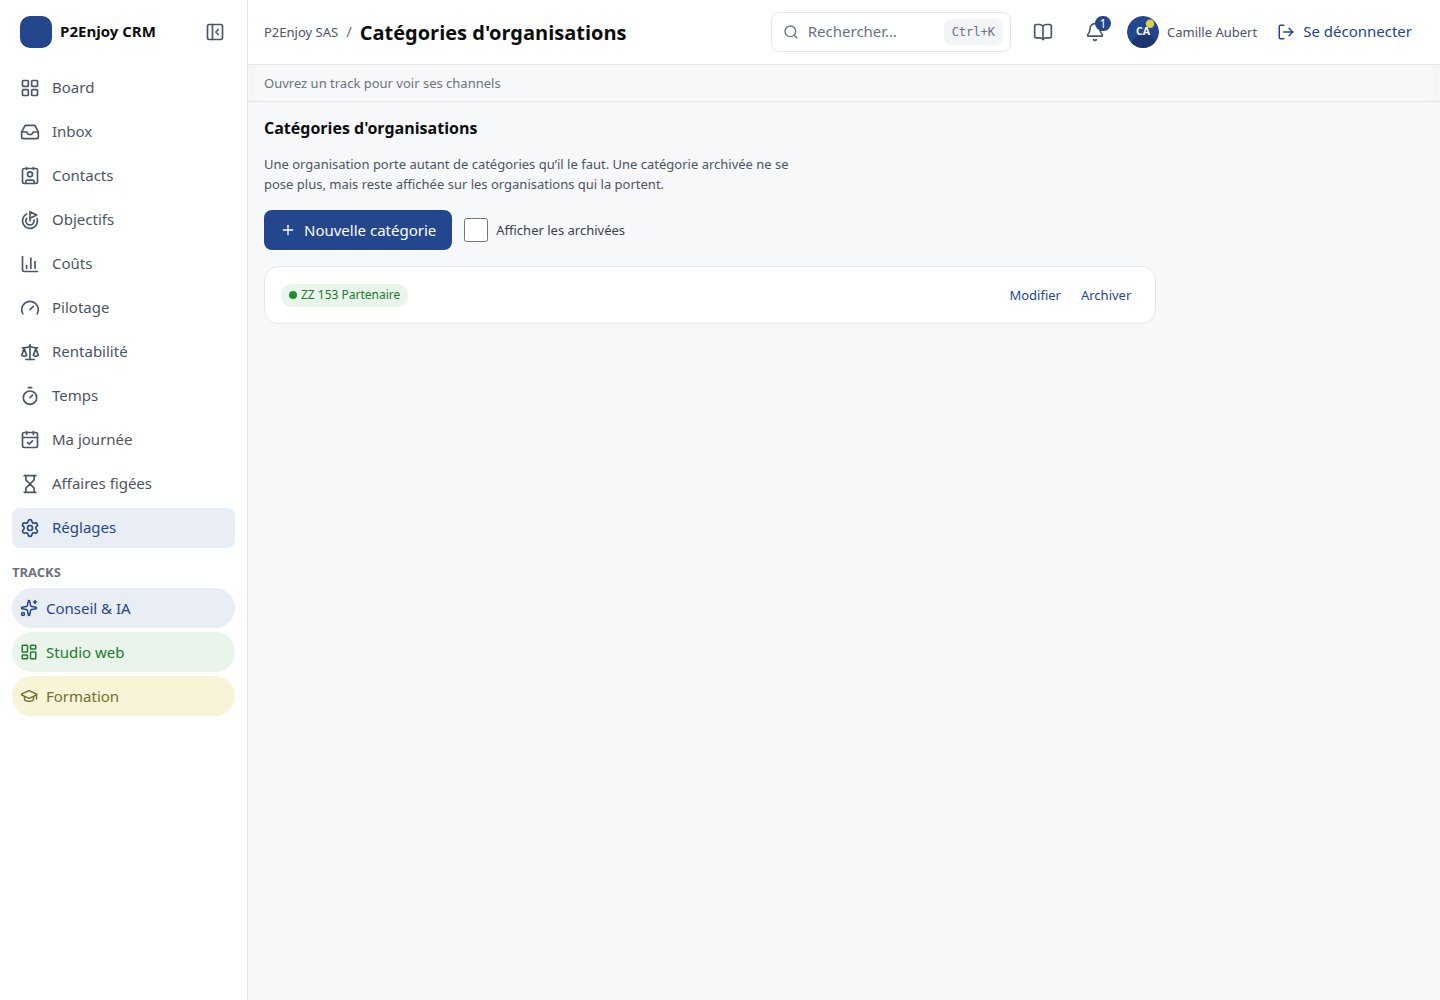 P2Enjoy CRM
Board
Inbox
Contacts
Objectifs
Coûts
Pilotage
Rentabilité
Temps
Ma journée
Affaires figées
Réglages
TRACKS
Conseil & IA
Studio web
Formation
P2Enjoy SAS / Catégories d'organisations
Rechercher... Ctrl+K
1
CA Camille Aubert
Se déconnecter
Ouvrez un track pour voir ses channels
Catégories d'organisations
Une organisation porte autant de catégories qu'il le faut. Une catégorie archivée ne se
pose plus, mais reste affichée sur les organisations qui la portent.
+ Nouvelle catégorie
Afficher les archivées
ZZ 153 Partenaire
Modifier
Archiver